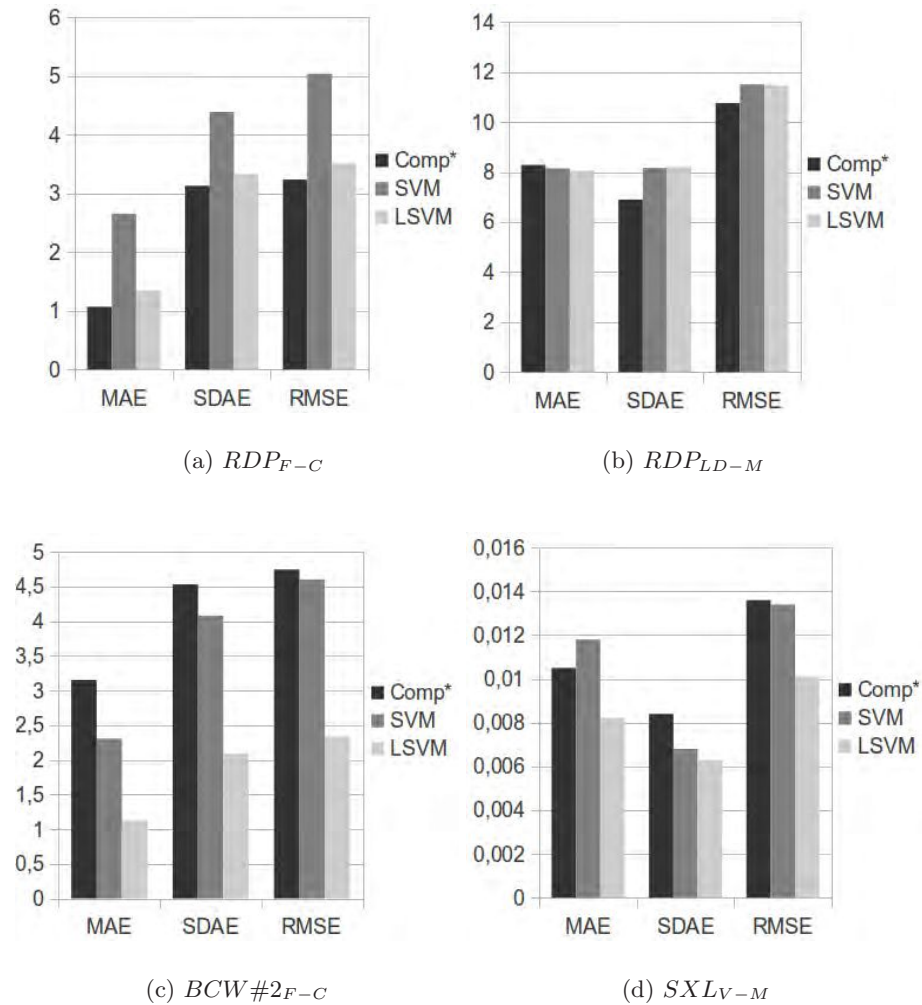 6
5
4
3
2
1
0
MAE SDAE RMSE
Comp*
SVM
LSVM
(a) RDP_{F−C}
14
12
10
8
6
4
2
0
MAE SDAE RMSE
Comp*
SVM
LSVM
(b) RDP_{LD−M}
5
4,5
4
3,5
3
2,5
2
1,5
1
0,5
0
MAE SDAE RMSE
Comp*
SVM
LSVM
(c) BCW#2_{F−C}
0,016
0,014
0,012
0,01
0,008
0,006
0,004
0,002
0
MAE SDAE RMSE
Comp*
SVM
LSVM
(d) SXL_{V−M}